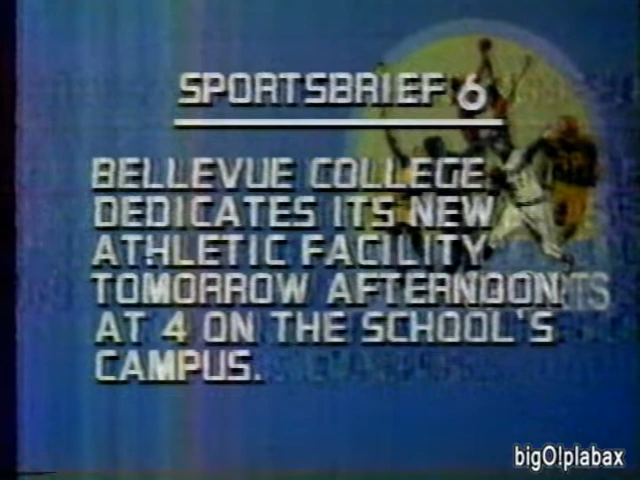 SPORTSBRIEF 6
BELLEVUE COLLEGE
DEDICATES ITS NEW
ATHLETIC FACILITY
TOMORROW AFTERNOON
AT 4 ON THE SCHOOL'S
CAMPUS.
bigO!plabax